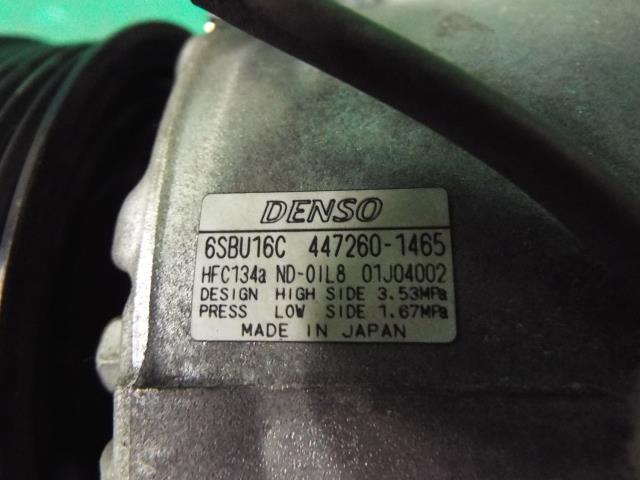 DENSO
6SBU16C 447260-1465
HFC134a ND-OIL8 01J04002
DESIGN HIGH SIDE 3.53MPa
PRESS LOW SIDE 1.67MPa
MADE IN JAPAN